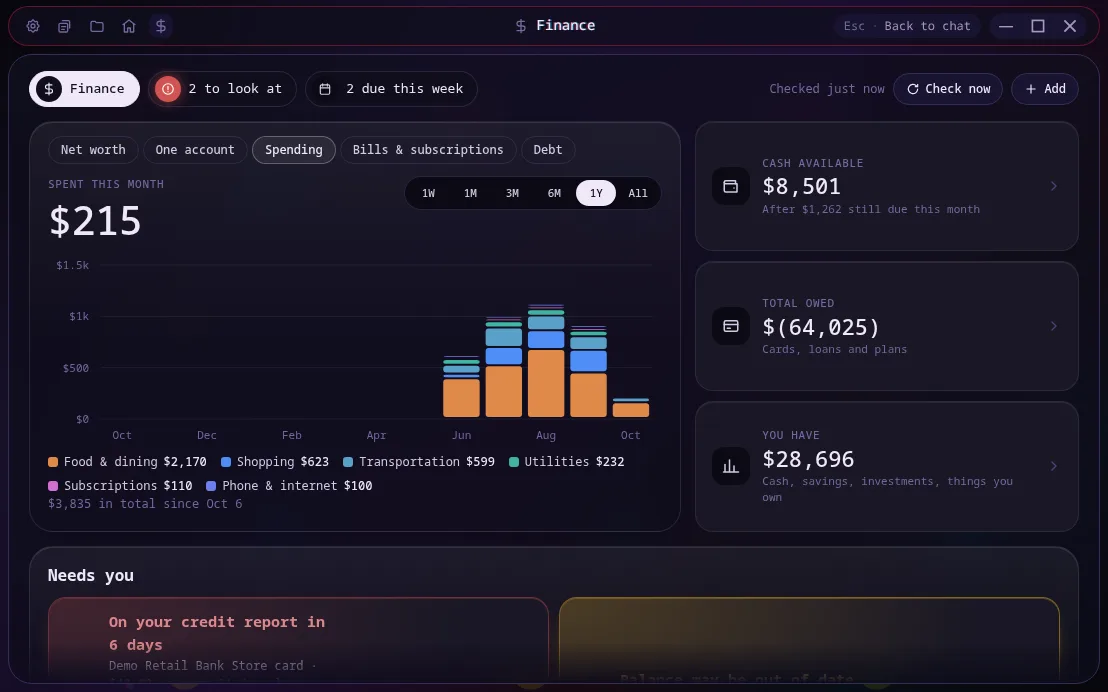 Finance
Esc · Back to chat
Finance
2 to look at
2 due this week
Checked just now
Check now
Add
Net worth
One account
Spending
Bills & subscriptions
Debt
SPENT THIS MONTH
$215
1W 1M 3M 6M 1Y All
$1.5k
$1k
$500
$0
Oct Dec Feb Apr Jun Aug Oct
Food & dining $2,170 Shopping $623 Transportation $599 Utilities $232
Subscriptions $110 Phone & internet $100
$3,835 in total since Oct 6
CASH AVAILABLE
$8,501
After $1,262 still due this month
TOTAL OWED
$(64,025)
Cards, loans and plans
YOU HAVE
$28,696
Cash, savings, investments, things you
own
Needs you
On your credit report in
6 days
Demo Retail Bank Store card ·
Balance may be out of date